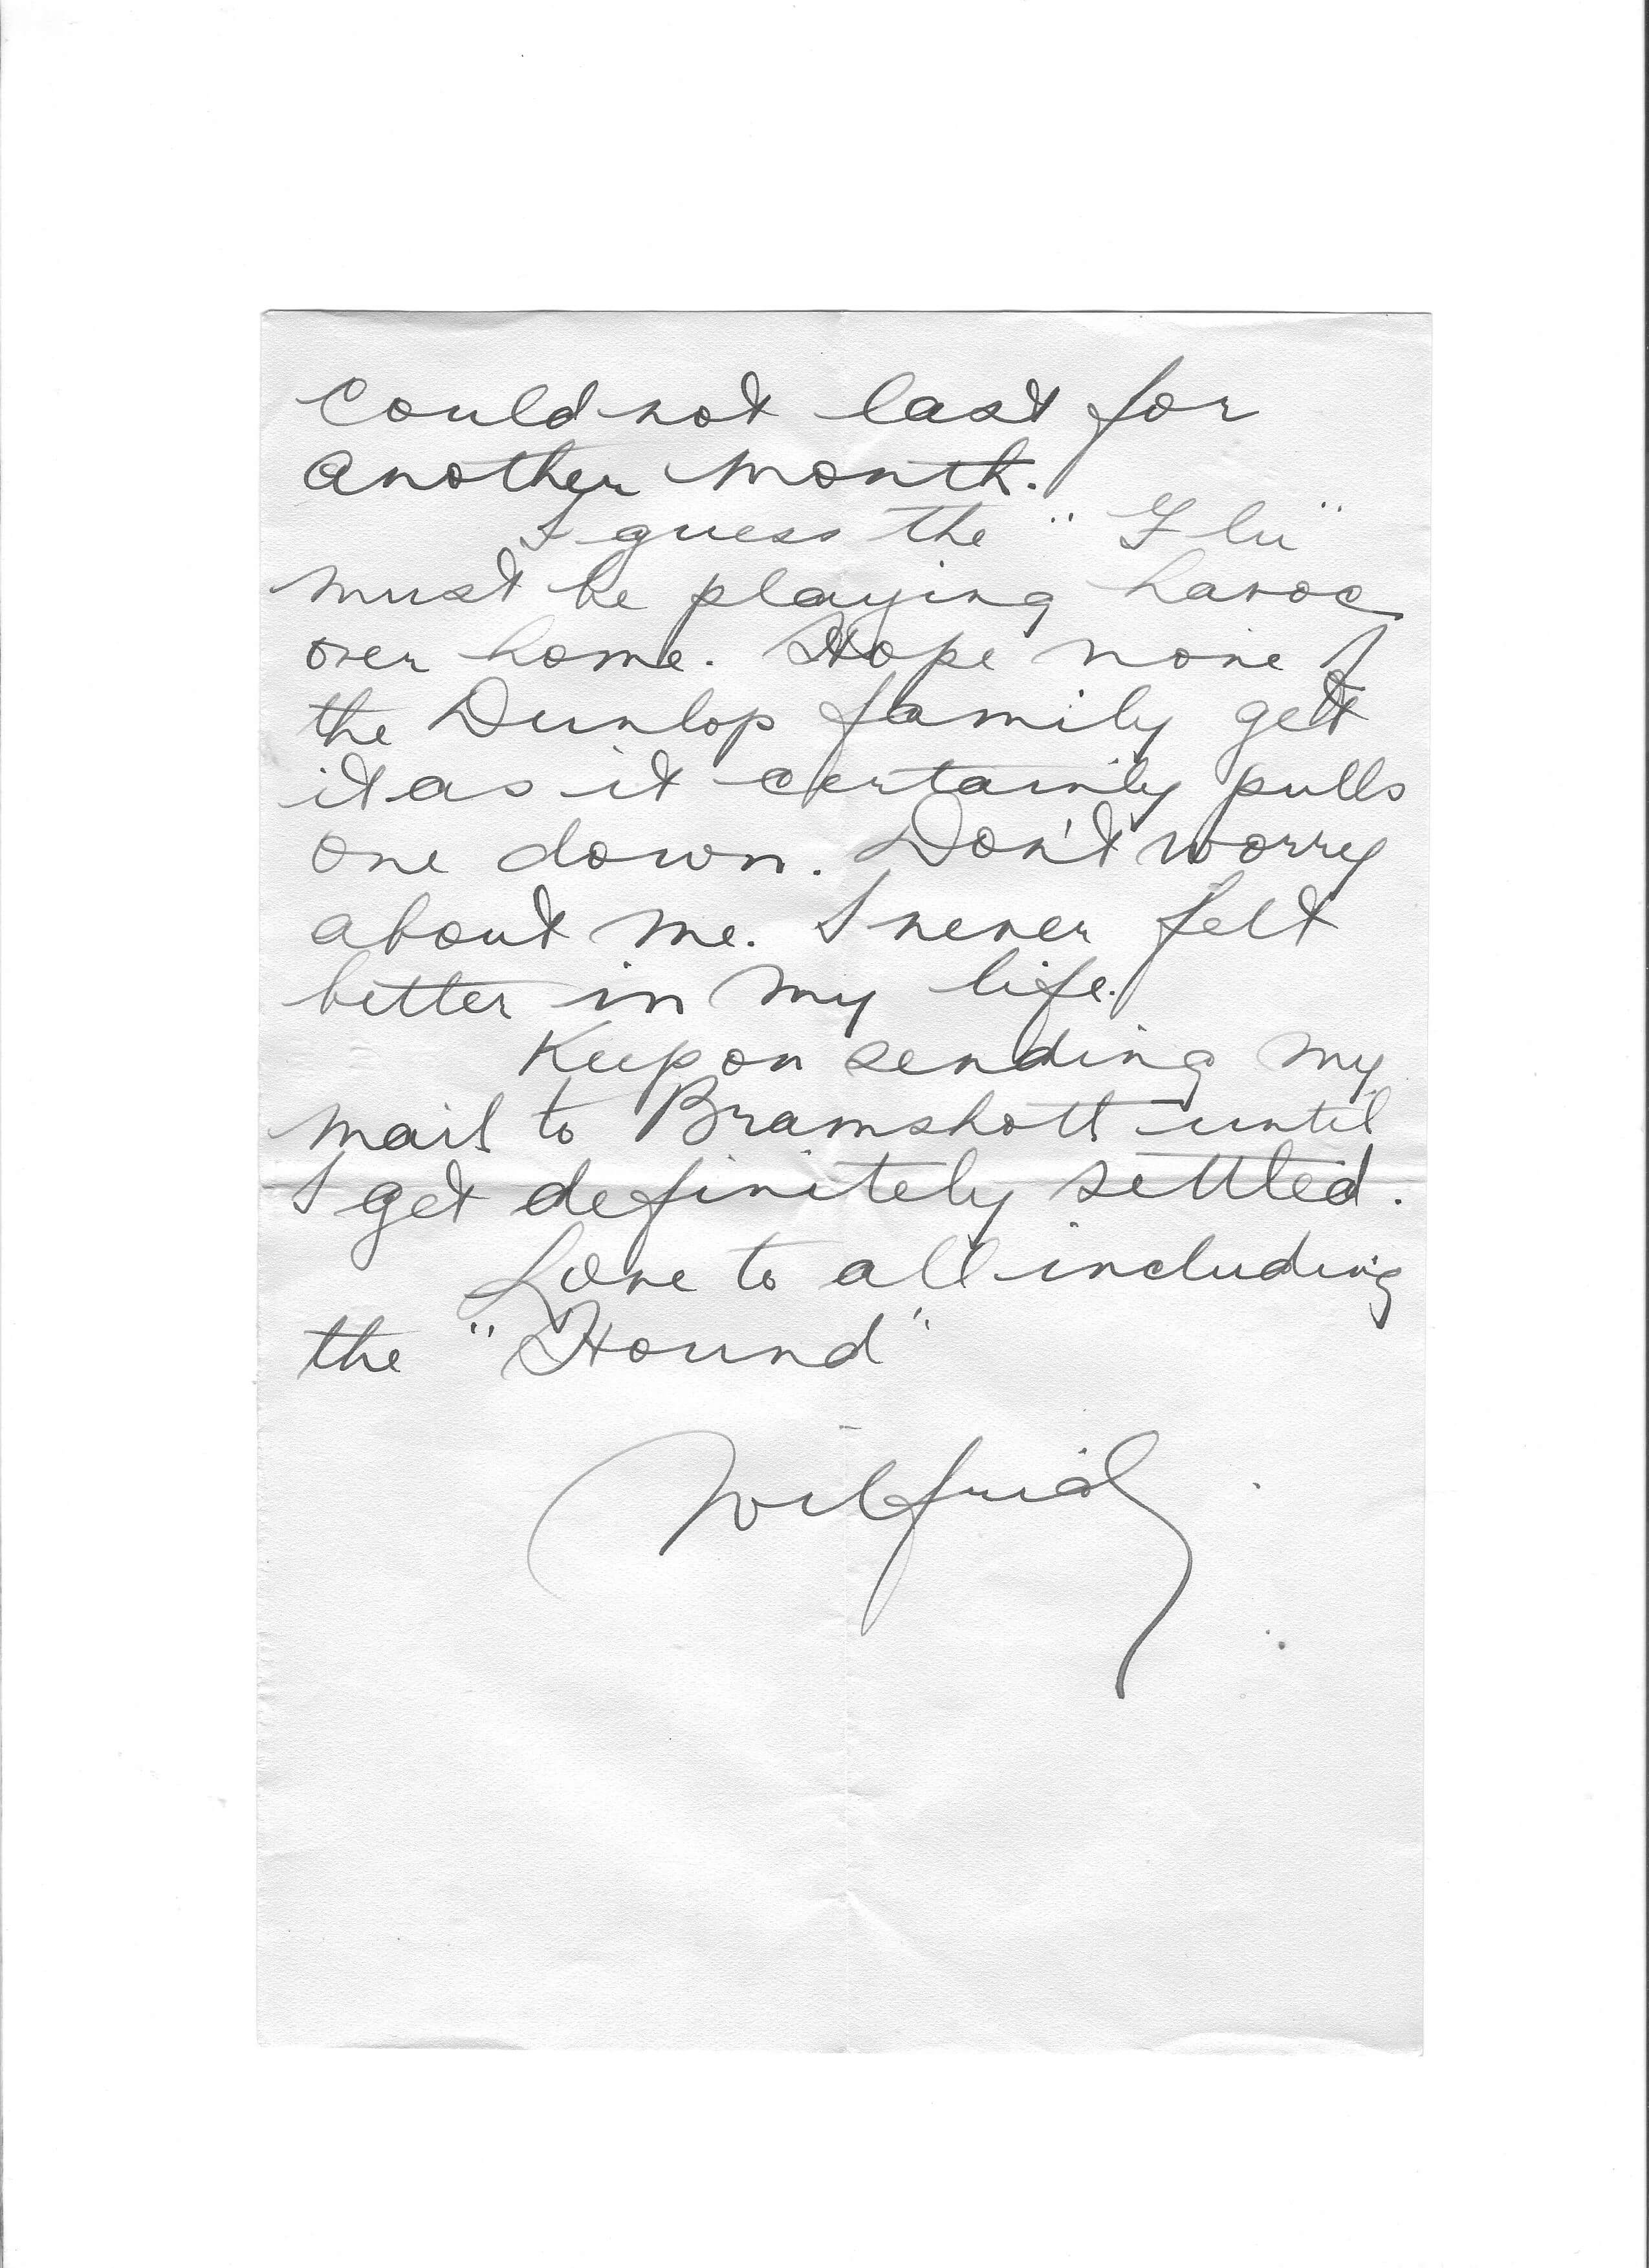 could not last for
another month.
I guess the "Flu"
must be playing havoc
over home. Hope none of
the Dunlop family get
it as it certainly pulls
one down. Don't worry
about me. I never felt
better in my life.
Keep on sending my
mail to Bramshott until
I get definitely settled.
Love to all including
the "Hound"
Wilfrid